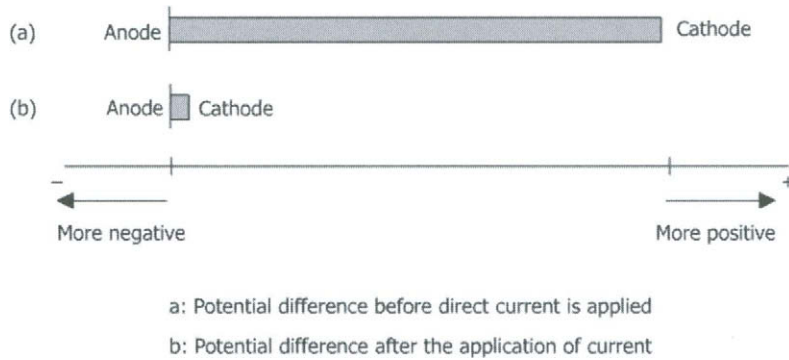 (a) Anode Cathode
(b) Anode Cathode
− +
More negative More positive
a: Potential difference before direct current is applied
b: Potential difference after the application of current